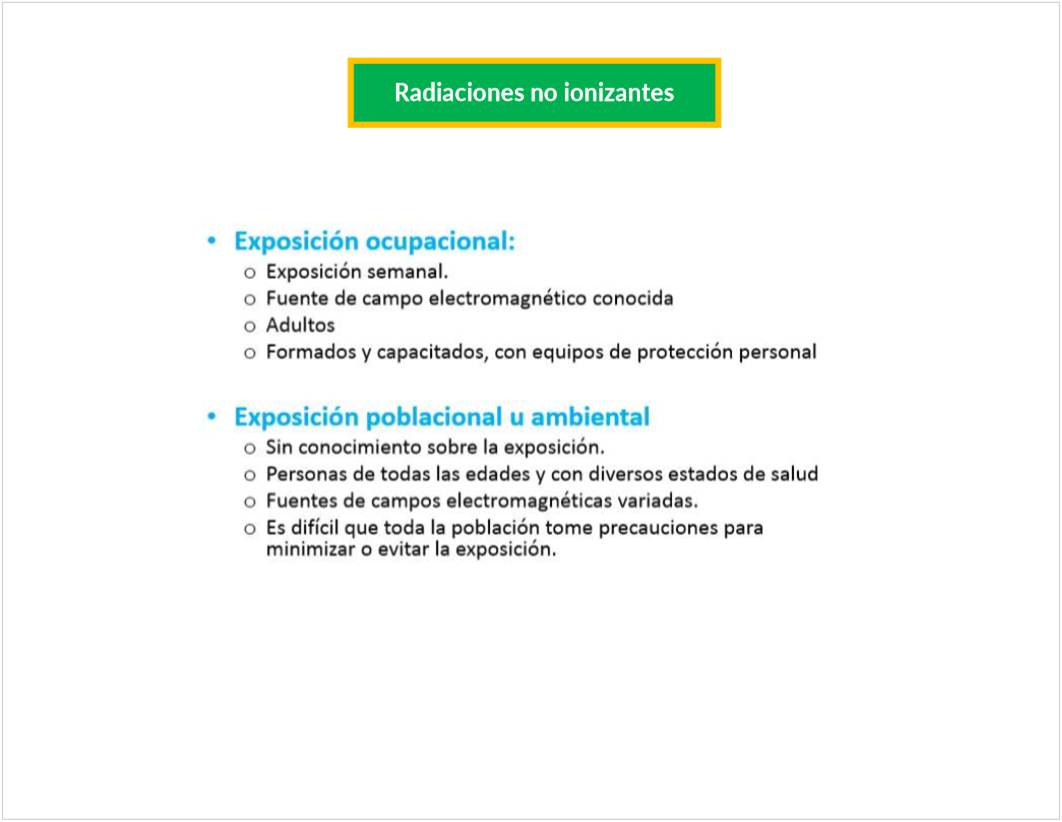 Radiaciones no ionizantes
• Exposición ocupacional:
o Exposición semanal.
o Fuente de campo electromagnético conocida
o Adultos
o Formados y capacitados, con equipos de protección personal
• Exposición poblacional u ambiental
o Sin conocimiento sobre la exposición.
o Personas de todas las edades y con diversos estados de salud
o Fuentes de campos electromagnéticas variadas.
o Es difícil que toda la población tome precauciones para
minimizar o evitar la exposición.